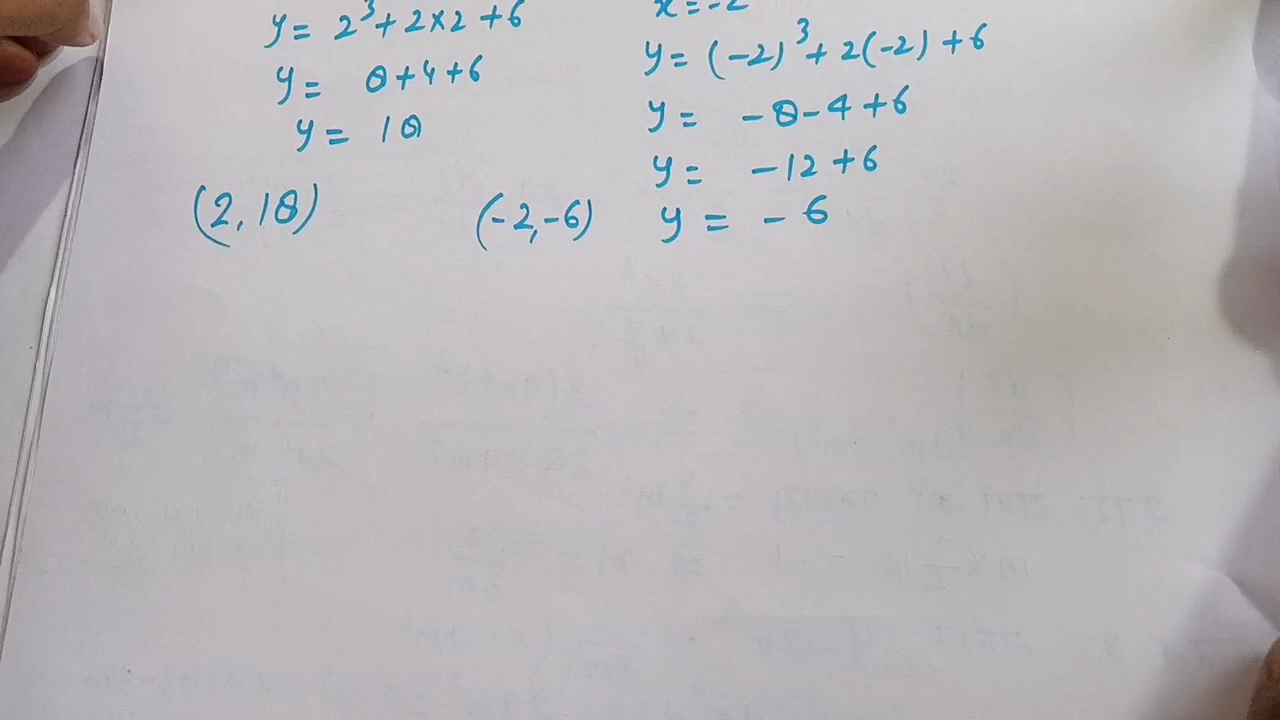 y = 2³ + 2 × 2 + 6
y = 8 + 4 + 6
y = 18
(2, 18)
x = -2
y = (-2)³ + 2(-2) + 6
y = -8 - 4 + 6
y = -12 + 6
(-2, -6) y = -6